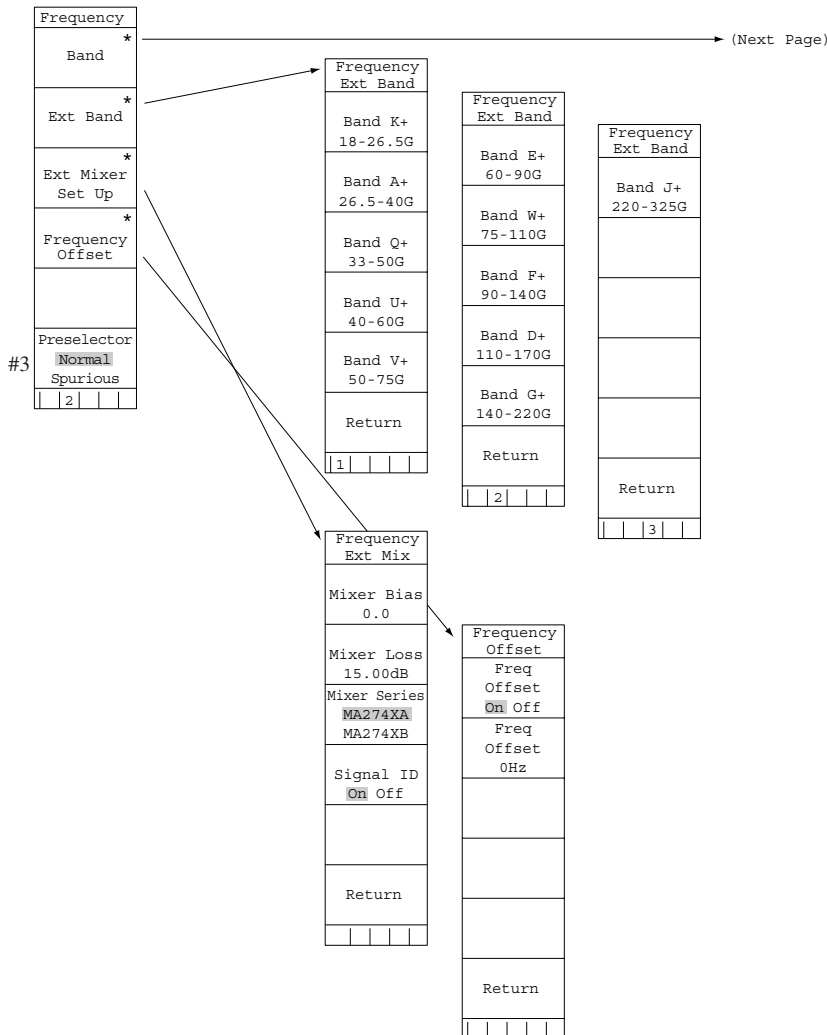 Frequency
*
Band
*
Ext Band
*
Ext Mixer
Set Up
*
Frequency
Offset
#3
Preselector
Normal
Spurious
2
(Next Page)
Frequency
Ext Band
Band K+
18-26.5G
Band A+
26.5-40G
Band Q+
33-50G
Band U+
40-60G
Band V+
50-75G
Return
1
Frequency
Ext Band
Band E+
60-90G
Band W+
75-110G
Band F+
90-140G
Band D+
110-170G
Band G+
140-220G
Return
2
Frequency
Ext Band
Band J+
220-325G
Return
3
Frequency
Ext Mix
Mixer Bias
0.0
Mixer Loss
15.00dB
Mixer Series
MA274XA
MA274XB
Signal ID
On Off
Return
Frequency
Offset
Freq
Offset
On Off
Freq
Offset
0Hz
Return